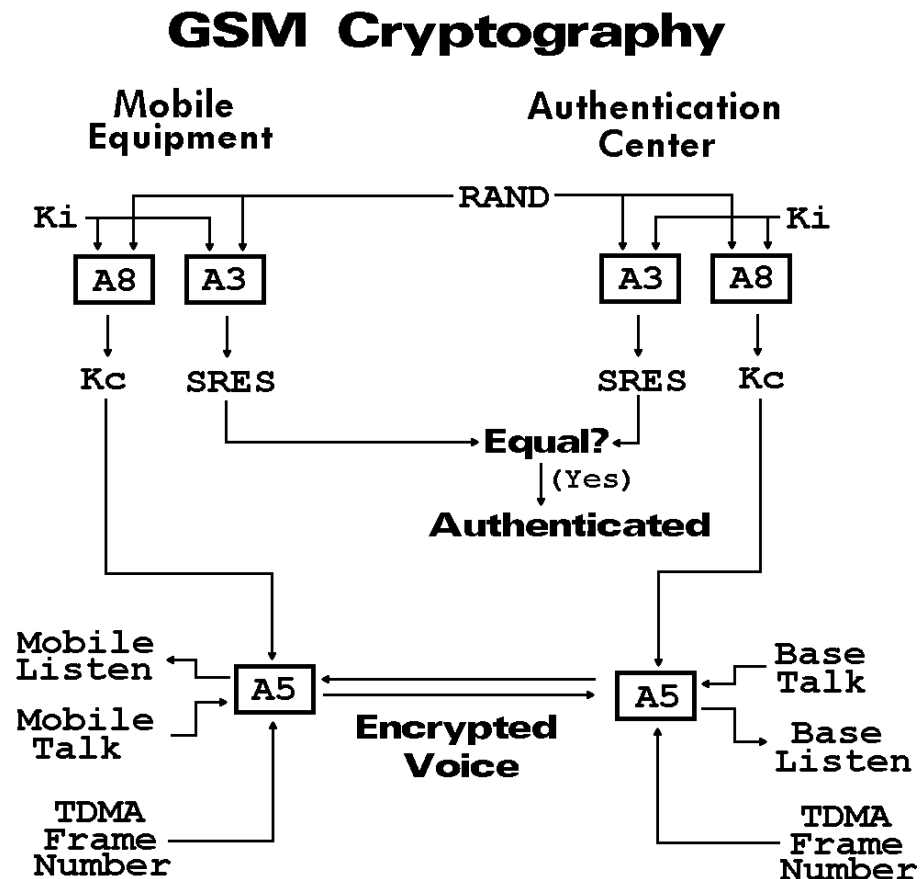 GSM Cryptography
Mobile
Equipment
Authentication
Center
RAND
Ki
Ki
A8
A3
A3
A8
Kc
SRES
SRES
Kc
Equal?
(Yes)
Authenticated
Mobile
Listen
A5
Mobile
Talk
Encrypted
Voice
A5
Base
Talk
Base
Listen
TDMA
Frame
Number
TDMA
Frame
Number